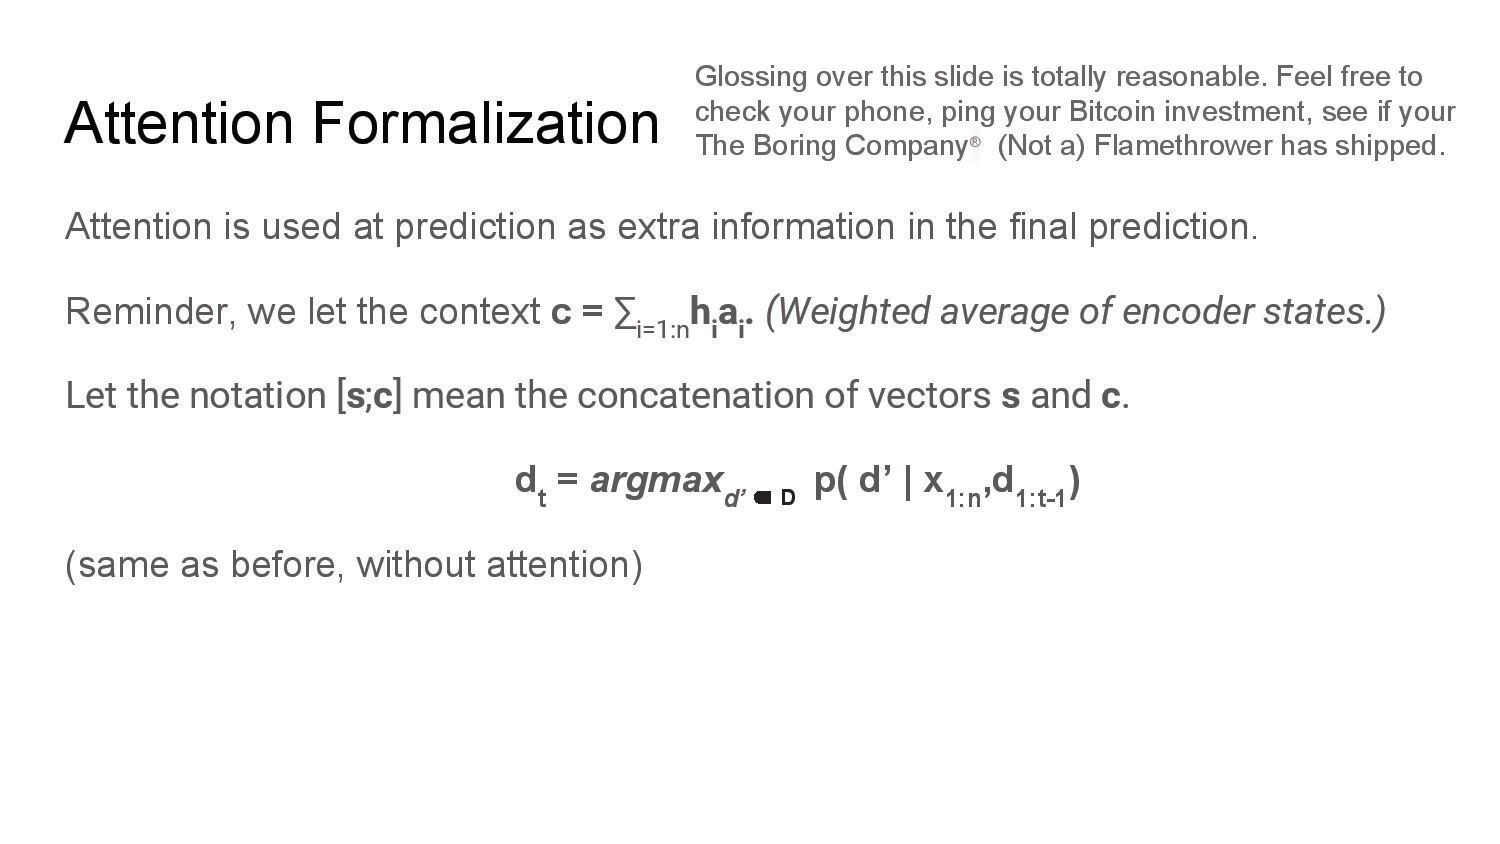 Attention Formalization
Glossing over this slide is totally reasonable. Feel free to
check your phone, ping your Bitcoin investment, see if your
The Boring Company® (Not a) Flamethrower has shipped.
Attention is used at prediction as extra information in the final prediction.
Reminder, we let the context c = ∑i=1:nhiai. (Weighted average of encoder states.)
Let the notation [s;c] mean the concatenation of vectors s and c.
dt = argmaxd’ ∈ D p( d’ | x1:n,d1:t-1)
(same as before, without attention)